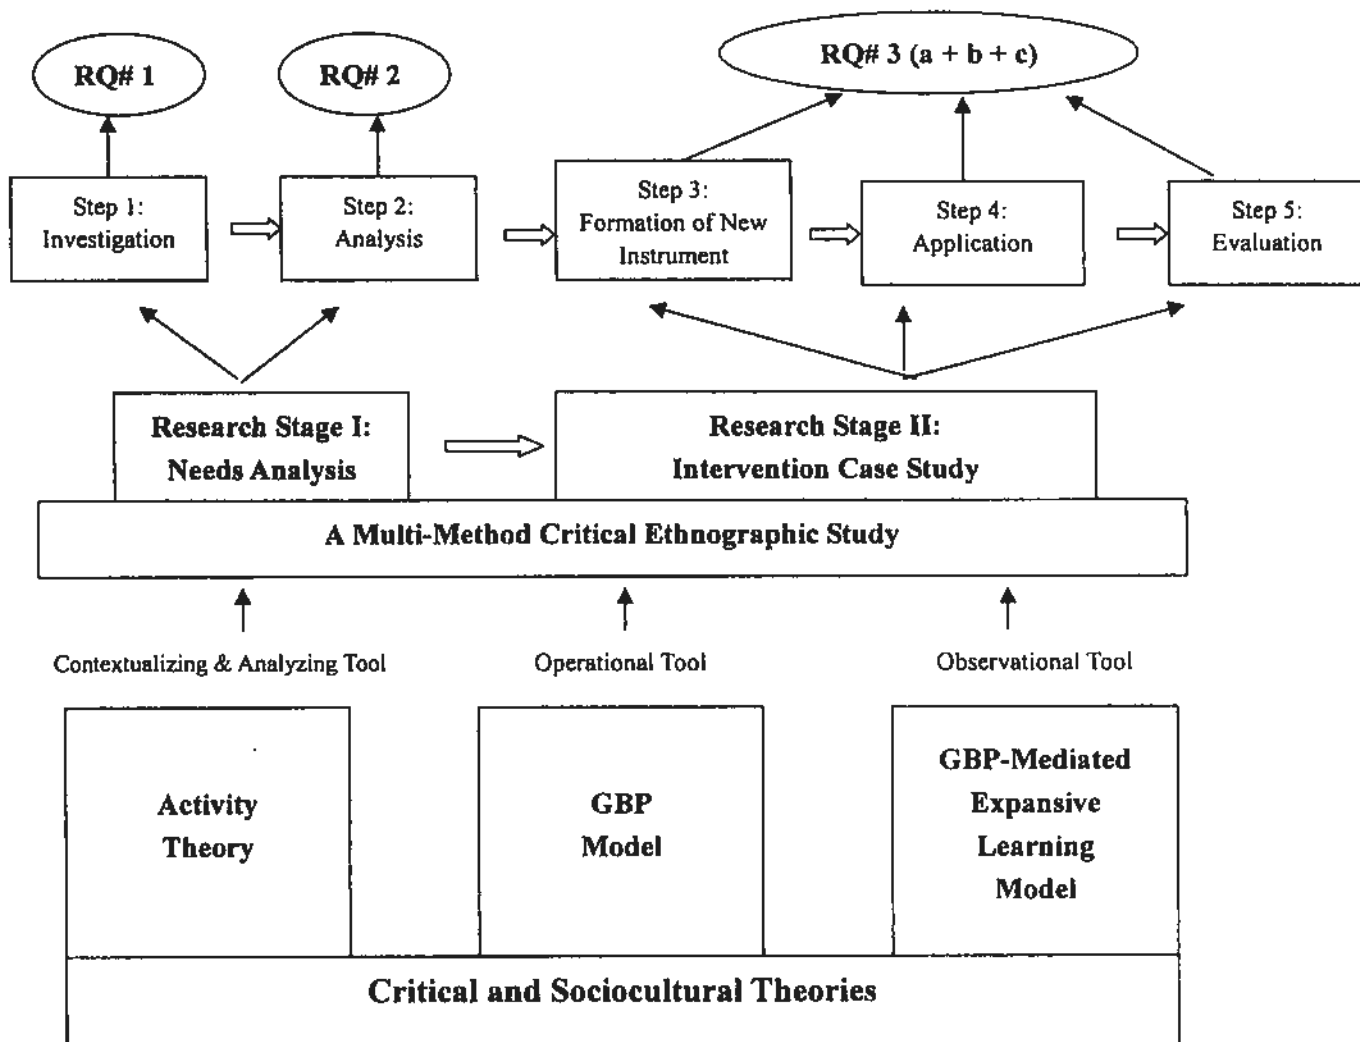 RQ# 1
RQ# 2
RQ# 3 (a + b + c)
Step 1:
Investigation
Step 2:
Analysis
Step 3:
Formation of New
Instrument
Step 4:
Application
Step 5:
Evaluation
Research Stage I:
Needs Analysis
Research Stage II:
Intervention Case Study
A Multi-Method Critical Ethnographic Study
Contextualizing & Analyzing Tool
Operational Tool
Observational Tool
Activity
Theory
GBP
Model
GBP-Mediated
Expansive
Learning
Model
Critical and Sociocultural Theories